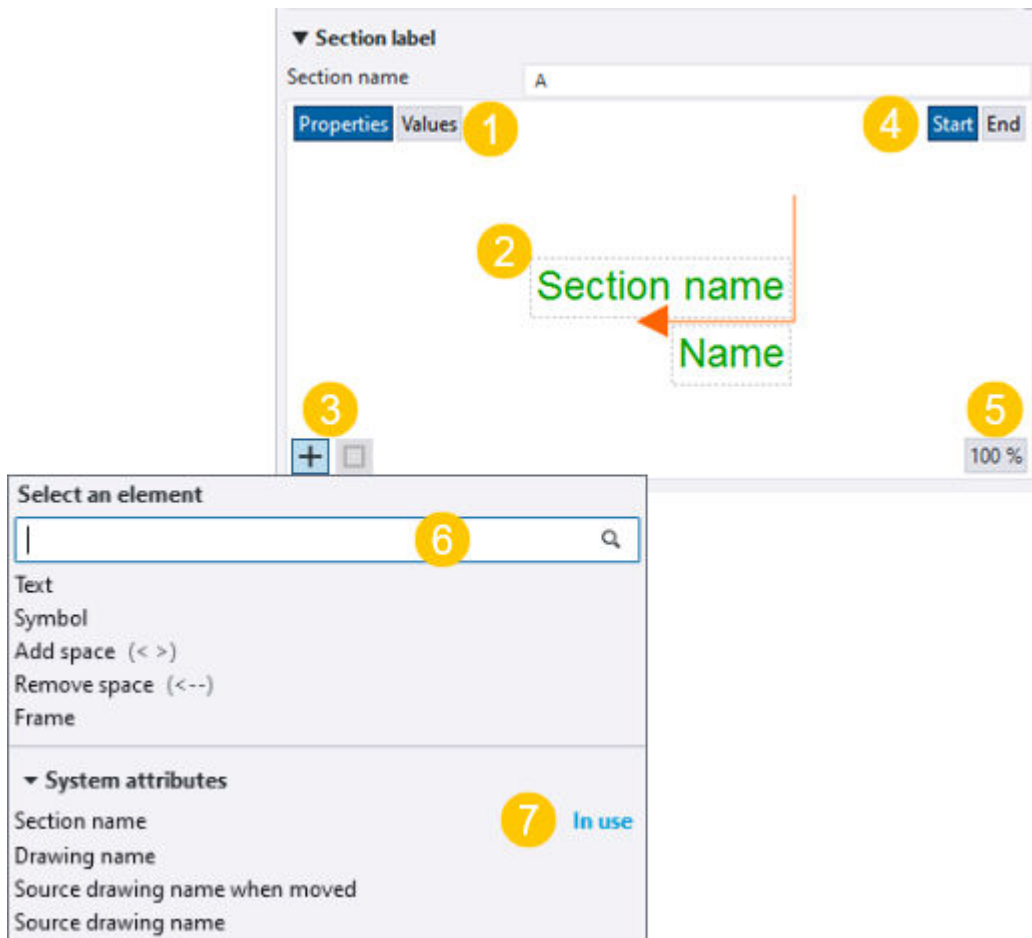 ▼ Section label
Section name A
Properties Values 1 4 Start End
2
Section name
Name
3 5
+ 100 %
Select an element
6
Text
Symbol
Add space (< >)
Remove space (<--)
Frame
▾ System attributes
Section name 7 In use
Drawing name
Source drawing name when moved
Source drawing name